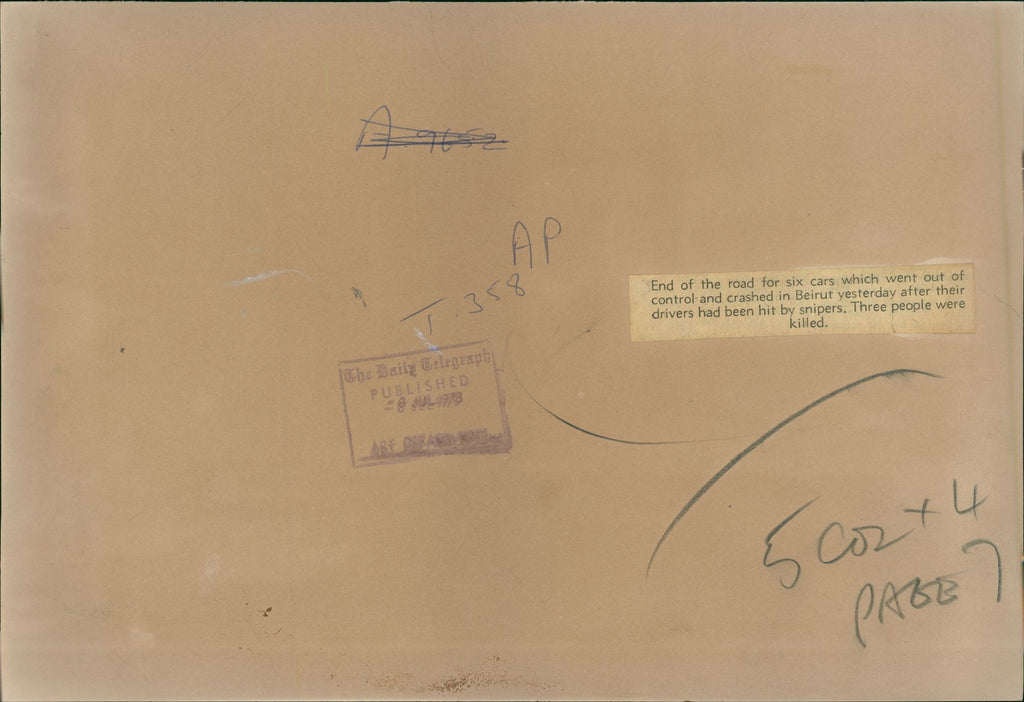 A 9652
AP
T.358
End of the road for six cars which went out of
control and crashed in Beirut yesterday after their
drivers had been hit by snipers. Three people were
killed.
The Daily Telegraph
PUBLISHED
JUL
ART DEPARTMENT
5 COL + 4
PAGE 7